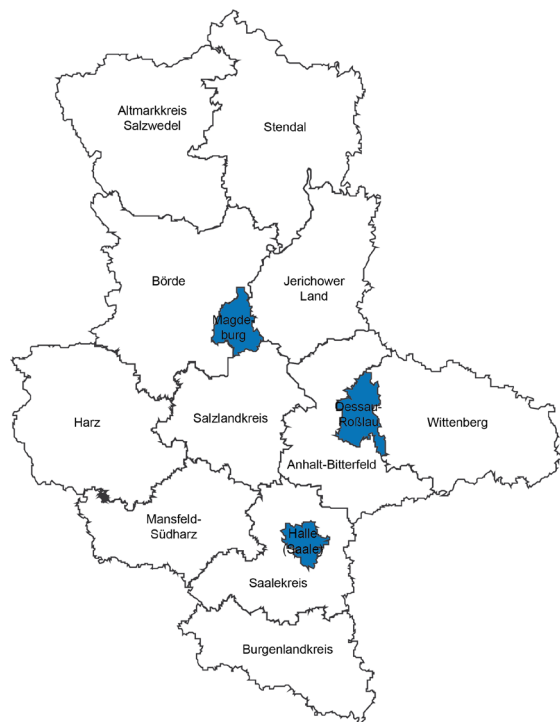 Altmarkkreis
Salzwedel
Stendal
Börde
Jerichower
Land
Magde-
burg
Harz
Salzlandkreis
Dessau-
Roßlau
Wittenberg
Anhalt-Bitterfeld
Mansfeld-
Südharz
Halle
(Saale)
Saalekreis
Burgenlandkreis